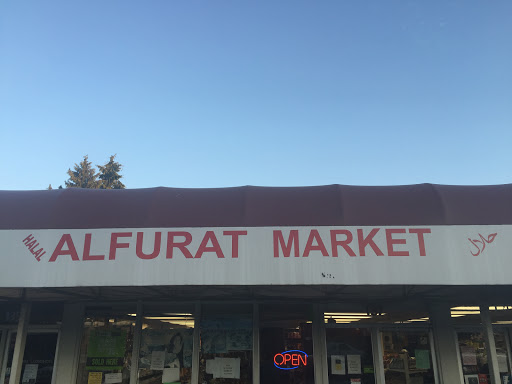 HALAL
ALFURAT MARKET
حلال
OPEN